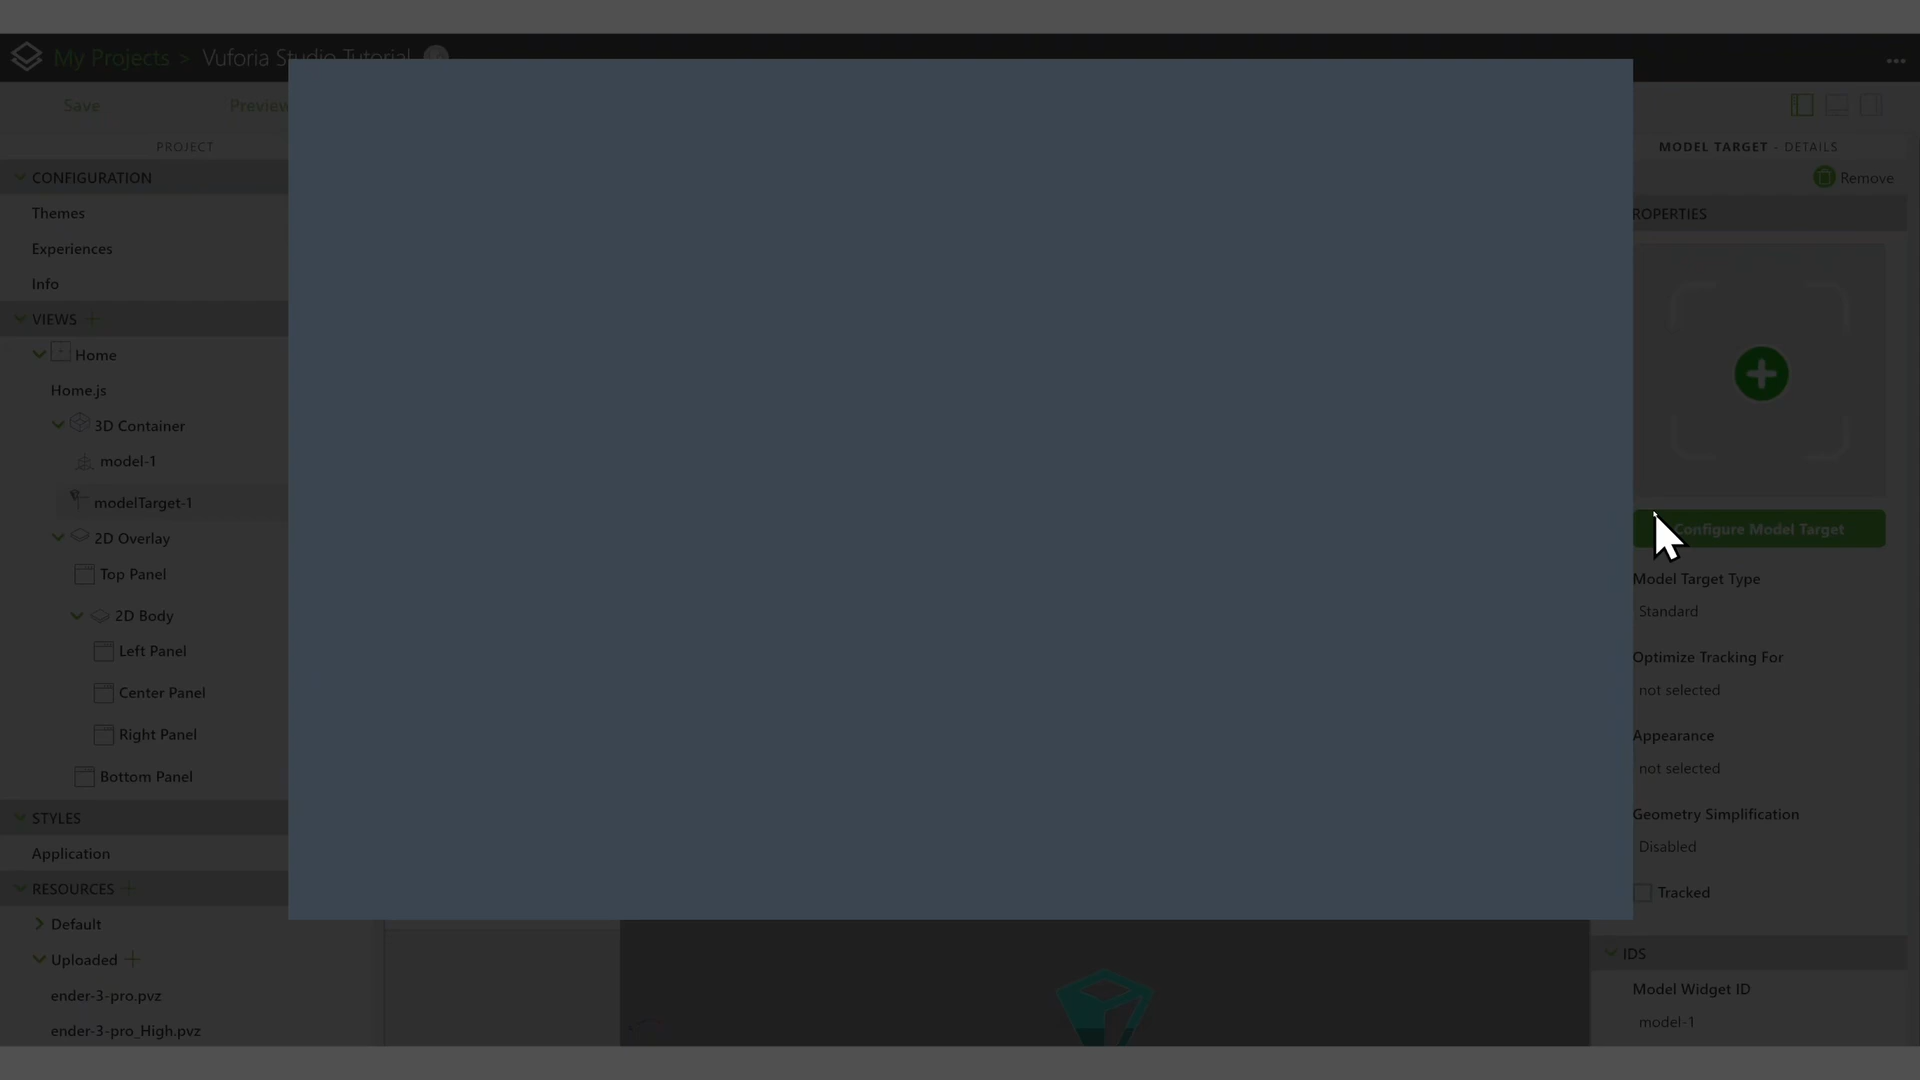 My Projects > Vuforia Studio Tutorial
Save
Preview
PROJECT
CONFIGURATION
Themes
Experiences
Info
VIEWS
Home
Home.js
3D Container
model-1
modelTarget-1
2D Overlay
Top Panel
2D Body
Left Panel
Center Panel
Right Panel
Bottom Panel
STYLES
Application
RESOURCES
Default
Uploaded
ender-3-pro.pvz
ender-3-pro_High.pvz
MODEL TARGET - DETAILS
Remove
ROPERTIES
Configure Model Target
Model Target Type
Standard
Optimize Tracking For
not selected
Appearance
not selected
Geometry Simplification
Disabled
Tracked
IDS
Model Widget ID
model-1